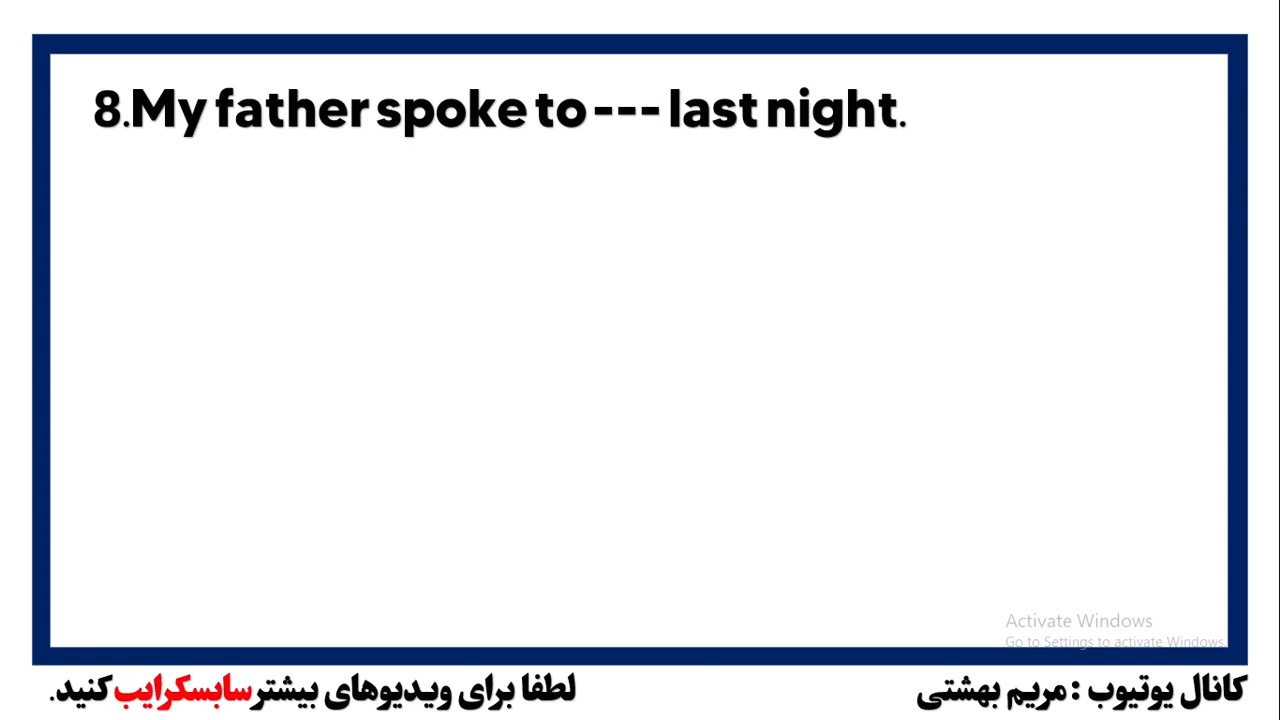 8.My father spoke to --- last night.
Activate Windows
Go to Settings to activate Windows.
کانال یوتیوب : مریم بهشتی
لطفا برای ویدیوهای بیشتر سابسکرایب کنید.